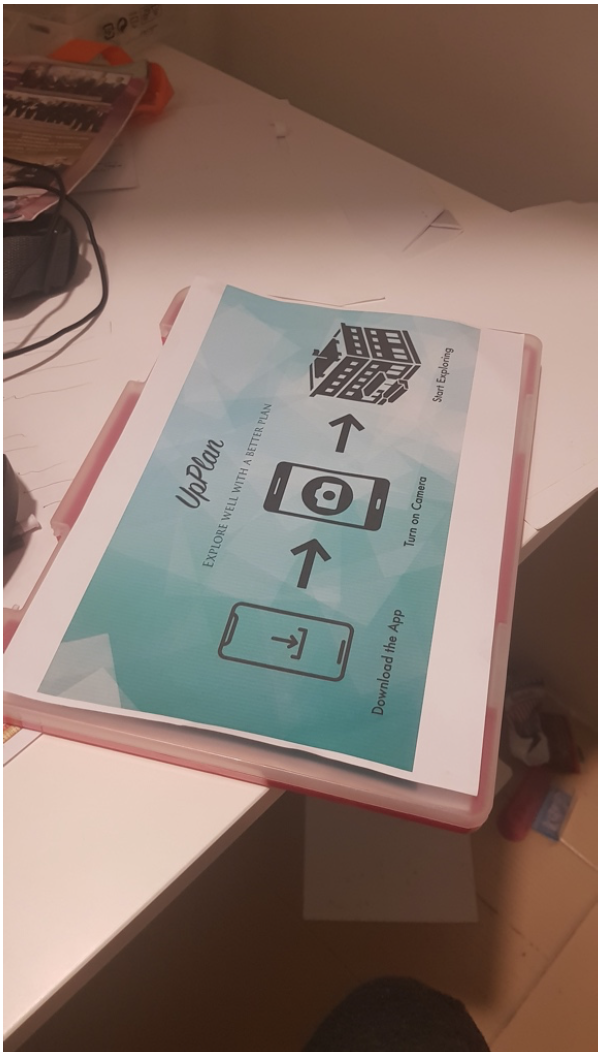 UpPlan
EXPLORE WELL WITH A BETTER PLAN
Download the App
Turn on Camera
Start Exploring